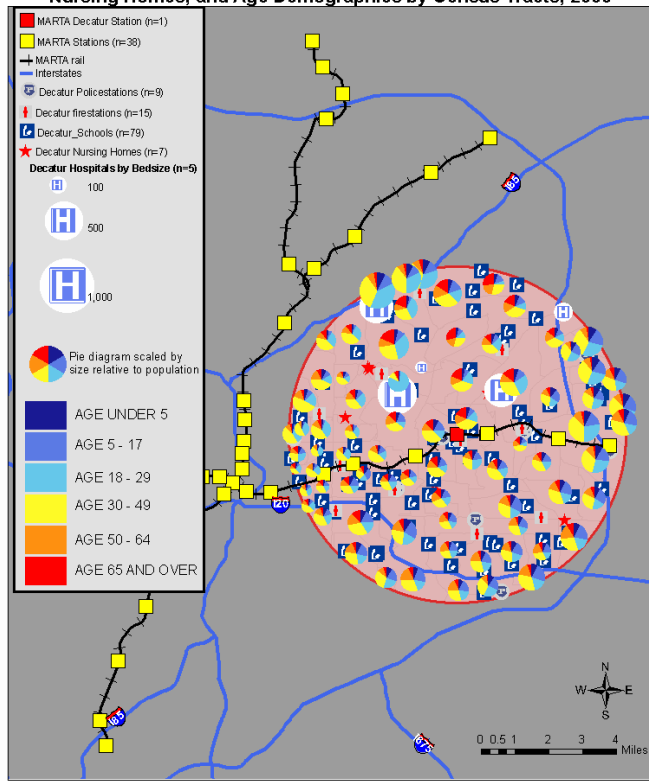 Nursing Homes, and Age Demographics by Census Tracts, 2000
MARTA Decatur Station (n=1)
MARTA Stations (n=38)
MARTA rail
Interstates
Decatur Policestations (n=9)
Decatur firestations (n=15)
Decatur_Schools (n=79)
Decatur Nursing Homes (n=7)
Decatur Hospitals by Bedsize (n=5)
H 100
H 500
H 1,000
Pie diagram scaled by
size relative to population
AGE UNDER 5
AGE 5 - 17
AGE 18 - 29
AGE 30 - 49
AGE 50 - 64
AGE 65 AND OVER
185
H
H
H
H
H
I20
185
675
N
W E
S
0 0.5 1 2 3 4
Miles